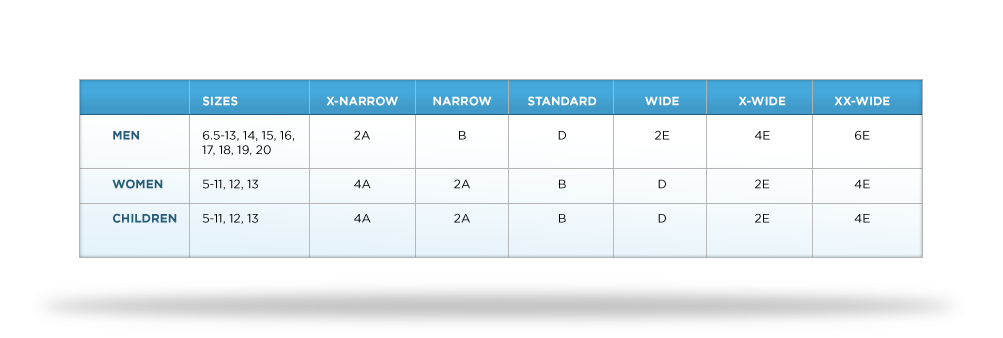 SIZES X-NARROW NARROW STANDARD WIDE X-WIDE XX-WIDE
MEN 6.5-13, 14, 15, 16, 2A B D 2E 4E 6E
17, 18, 19, 20
WOMEN 5-11, 12, 13 4A 2A B D 2E 4E
CHILDREN 5-11, 12, 13 4A 2A B D 2E 4E